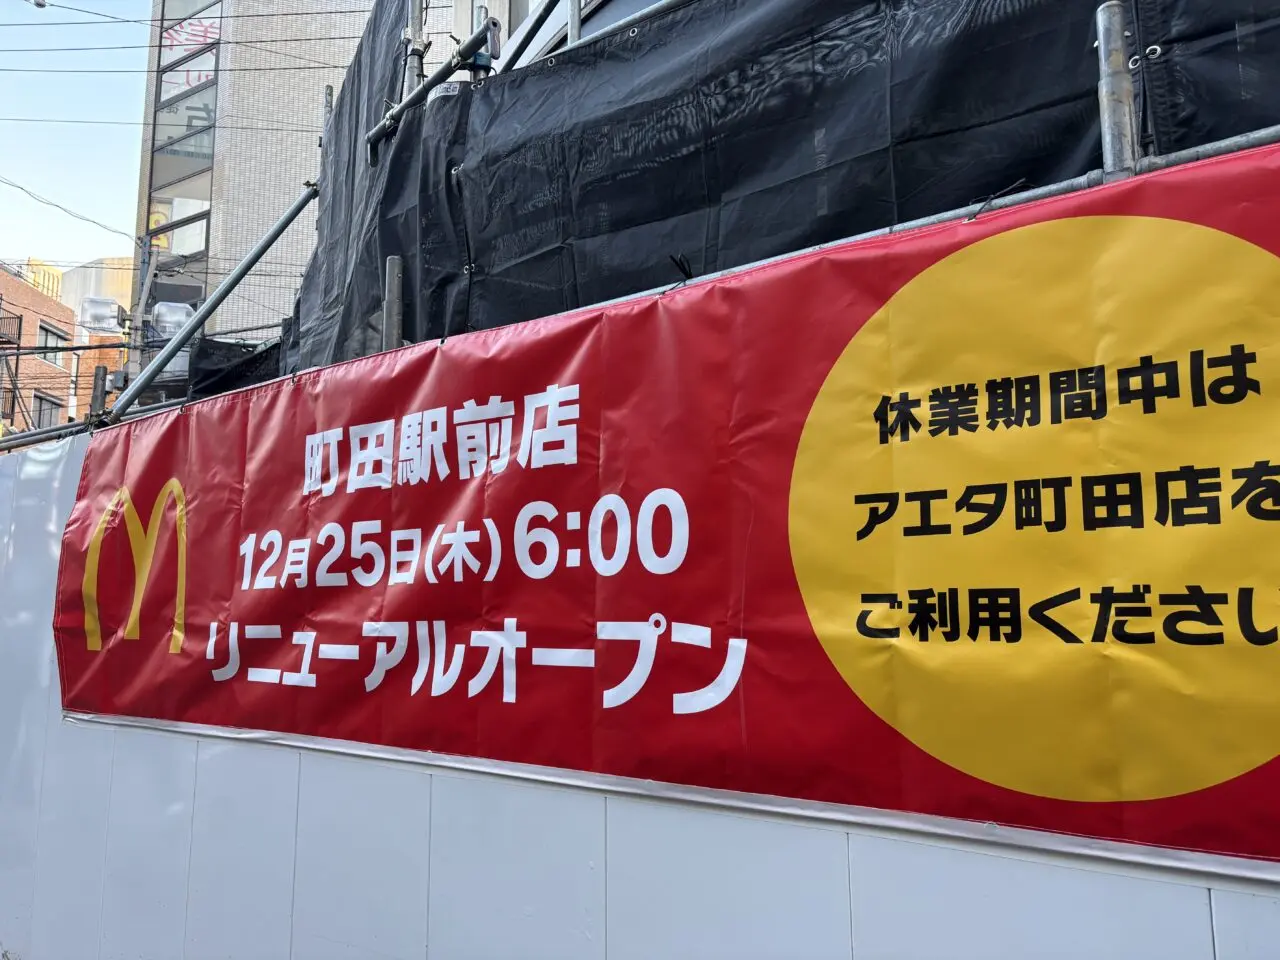 町田駅前店
12月25日(木)6:00
リニューアルオープン
休業期間中は
アエタ町田店を
ご利用ください